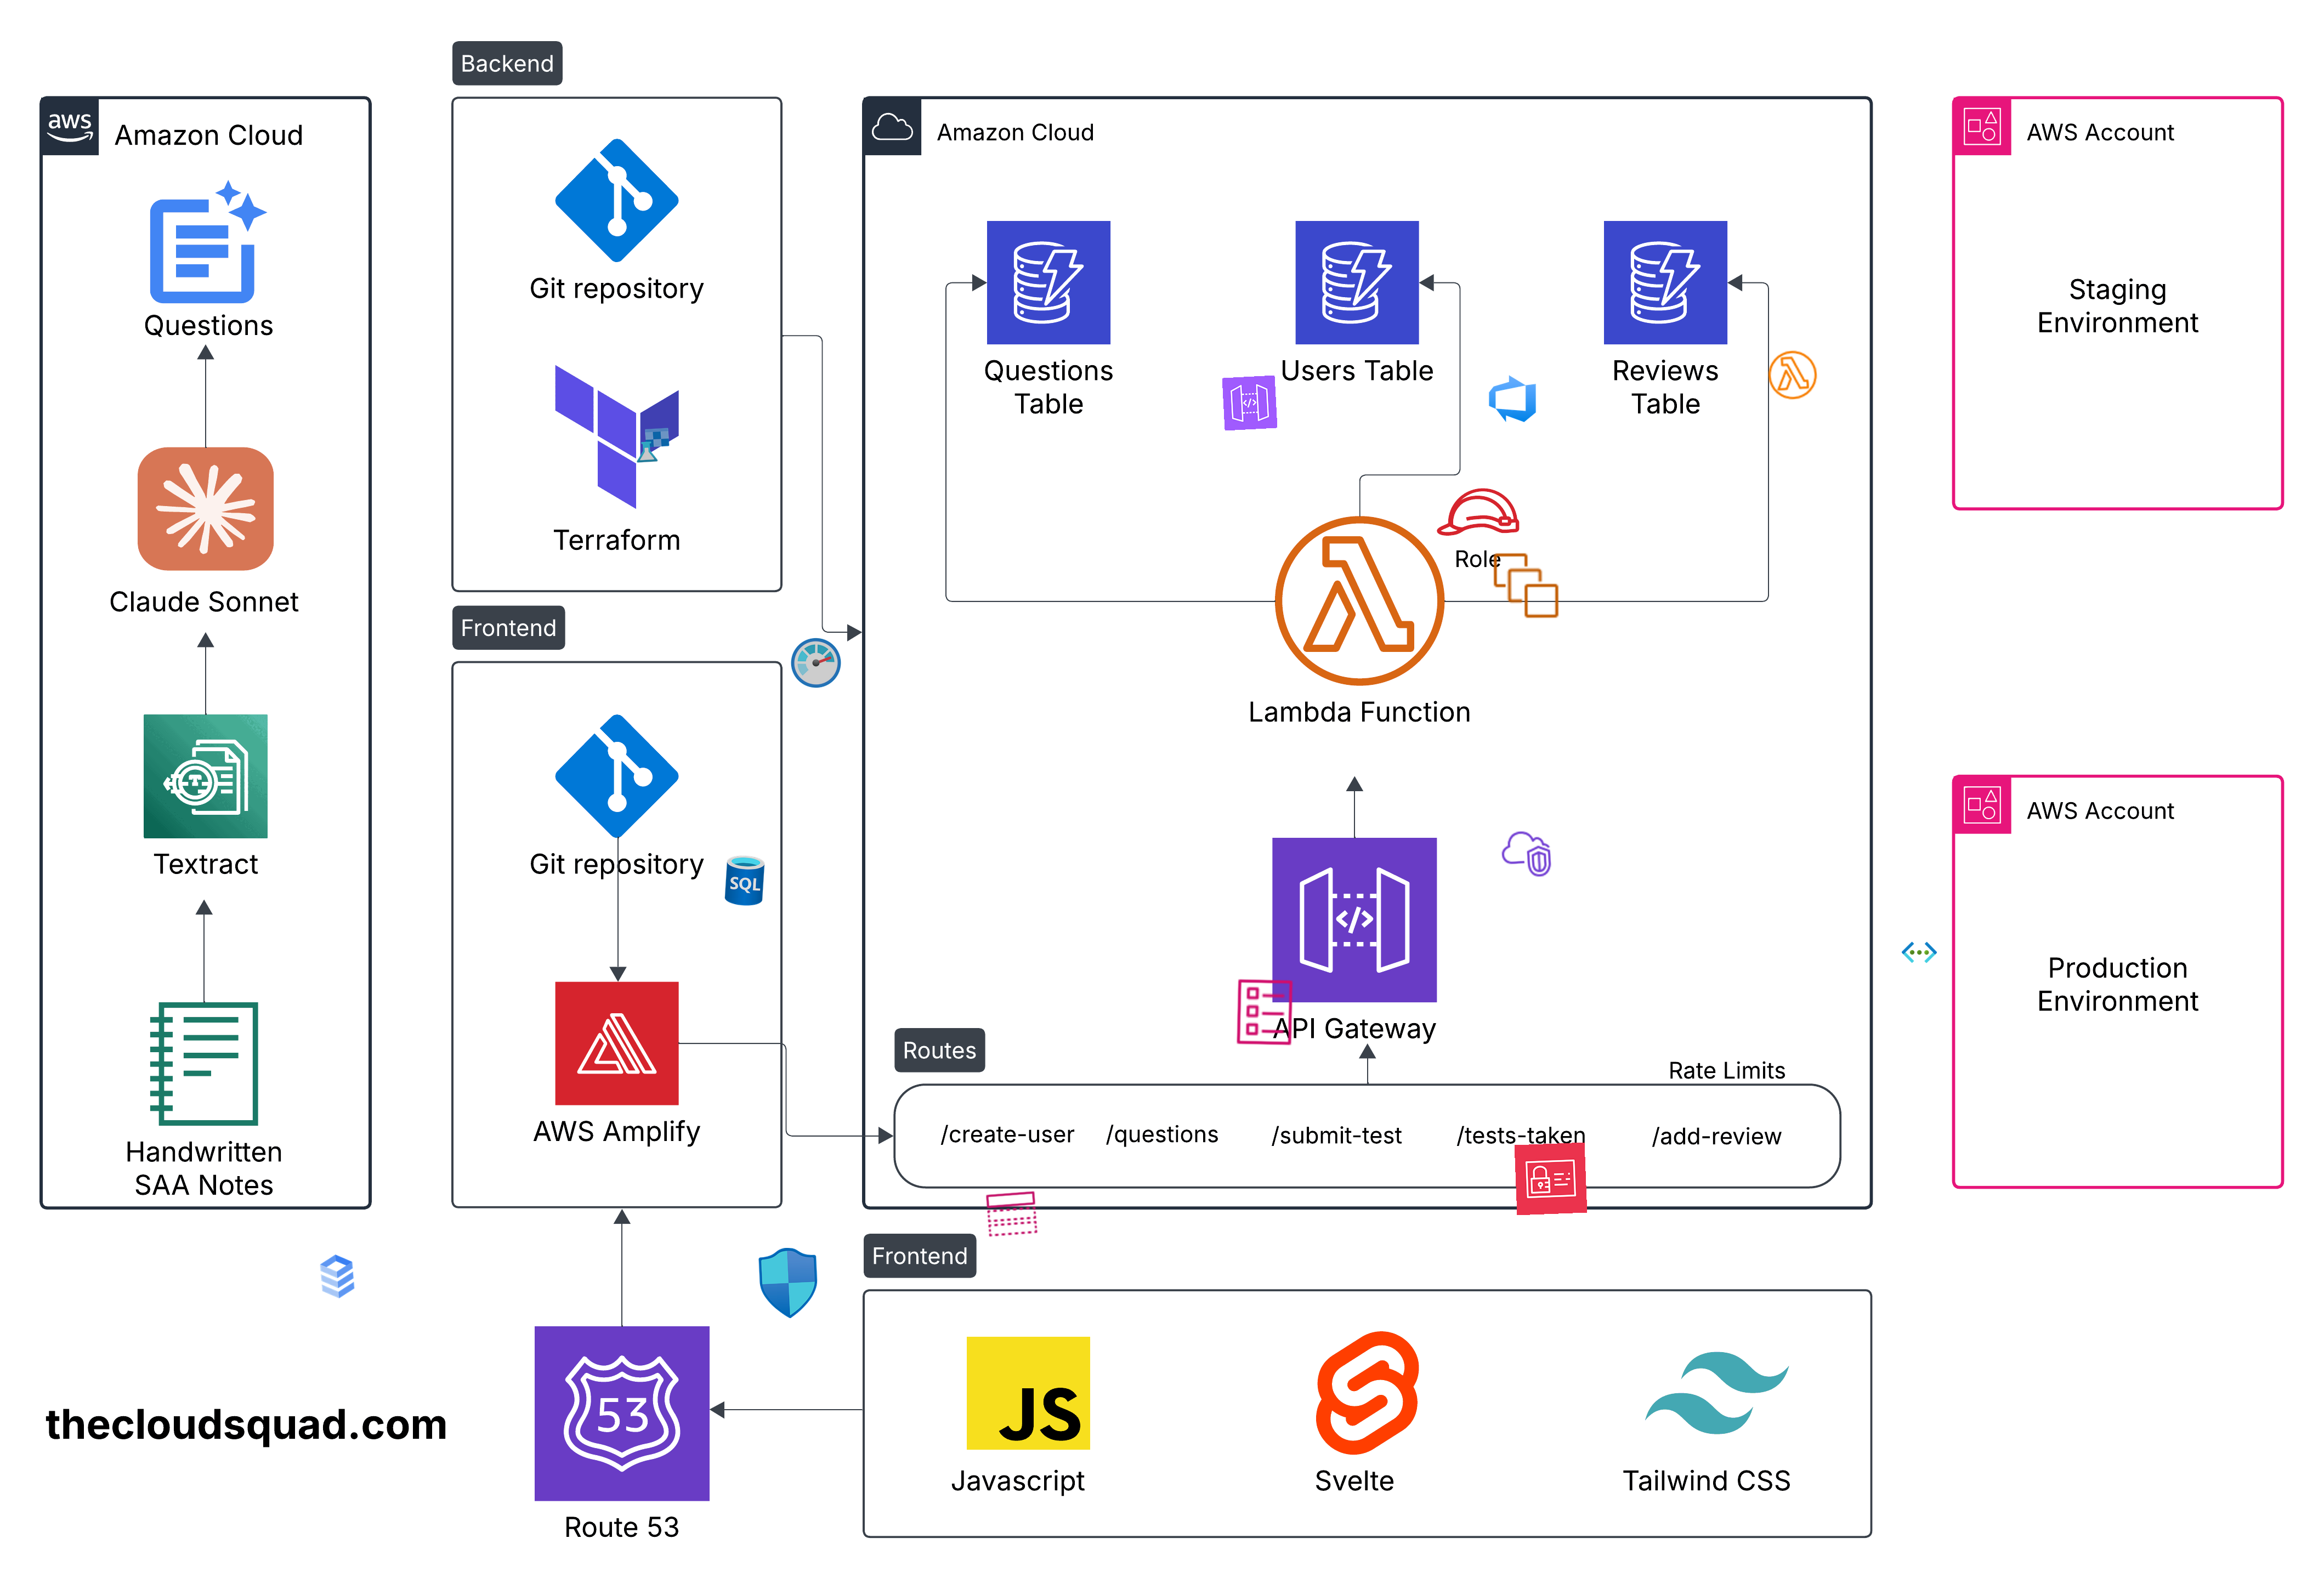 Backend
aws
Amazon Cloud
Questions
Claude Sonnet
Textract
Handwritten
SAA Notes
Git repository
Terraform
Frontend
Git repository
SQL
AWS Amplify
53
Route 53
thecloudsquad.com
Amazon Cloud
Questions
Table
Users Table
Reviews
Table
Role
Lambda Function
API Gateway
Routes
Rate Limits
/create-user
/questions
/submit-test
/tests-taken
/add-review
Frontend
JS
Javascript
Svelte
Tailwind CSS
AWS Account
Staging
Environment
AWS Account
Production
Environment